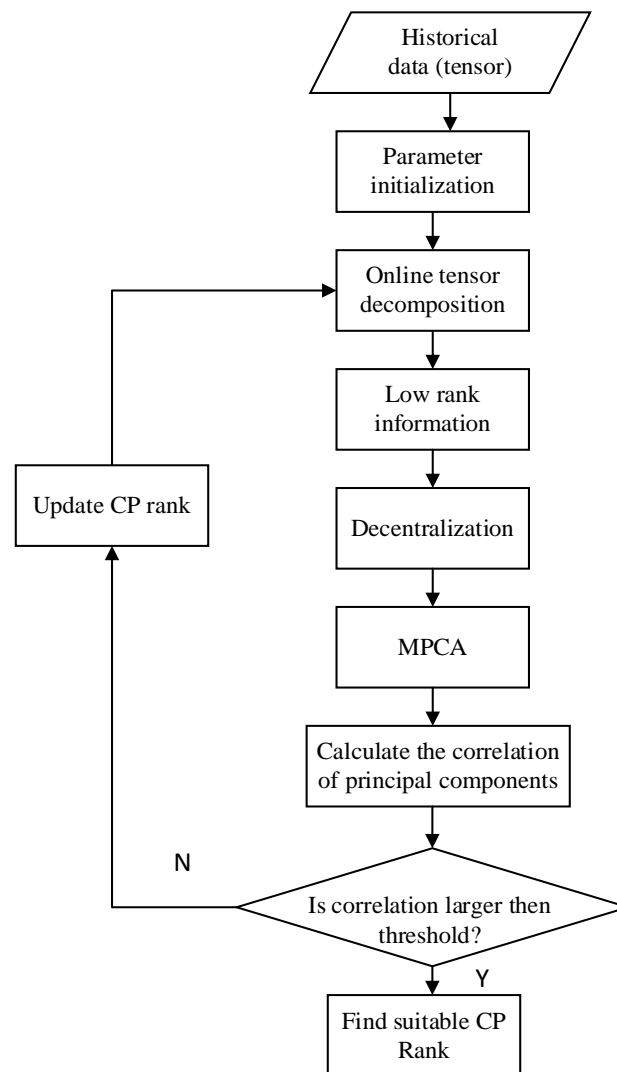 Historical
data (tensor)
Parameter
initialization
Online tensor
decomposition
Low rank
information
Update CP rank
Decentralization
MPCA
Calculate the correlation
of principal components
N
Is correlation larger then
threshold?
Y
Find suitable CP
Rank